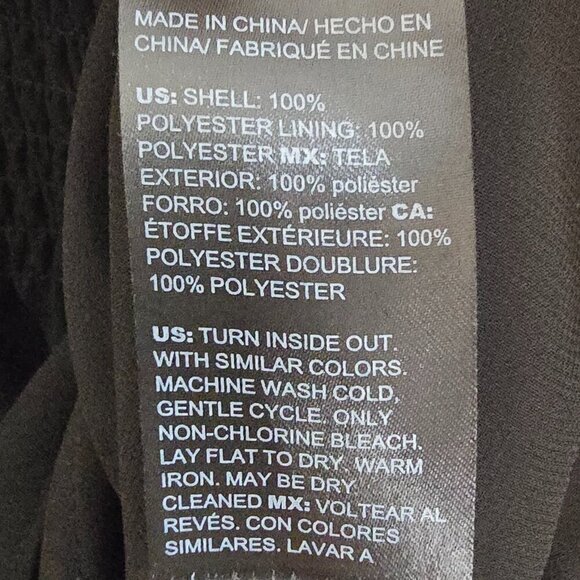 MADE IN CHINA/ HECHO EN
CHINA/ FABRIQUÉ EN CHINE
US: SHELL: 100%
POLYESTER LINING: 100%
POLYESTER MX: TELA
EXTERIOR: 100% poliéster
FORRO: 100% poliéster CA:
ÉTOFFE EXTÉRIEURE: 100%
POLYESTER DOUBLURE:
100% POLYESTER
US: TURN INSIDE OUT.
WITH SIMILAR COLORS.
MACHINE WASH COLD,
GENTLE CYCLE. ONLY
NON-CHLORINE BLEACH.
LAY FLAT TO DRY. WARM
IRON. MAY BE DRY
CLEANED MX: VOLTEAR AL
REVÉS. CON COLORES
SIMILARES. LAVAR A